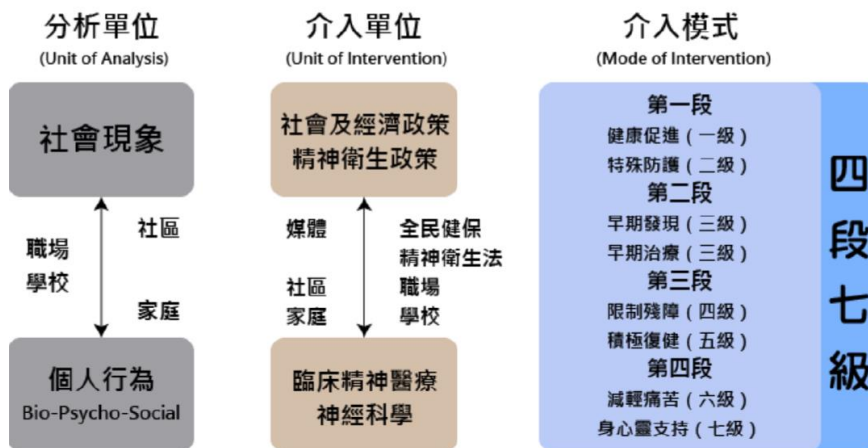 分析單位
(Unit of Analysis)
社會現象
社區
職場
學校
家庭
個人行為
Bio-Psycho-Social
介入單位
(Unit of Intervention)
社會及經濟政策
精神衛生政策
媒體
全民健保
精神衛生法
社區
職場
家庭
學校
臨床精神醫療
神經科學
介入模式
(Mode of Intervention)
第一段
健康促進(一級)
特殊防護(二級)
第二段
早期發現(三級)
早期治療(三級)
第三段
限制殘障(四級)
積極復健(五級)
第四段
減輕痛苦(六級)
身心靈支持(七級)
四段七級